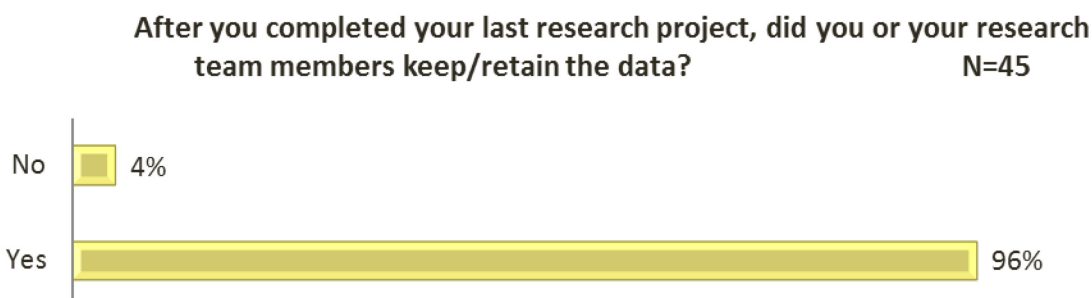 After you completed your last research project, did you or your research
team members keep/retain the data? N=45
No 4%
Yes 96%